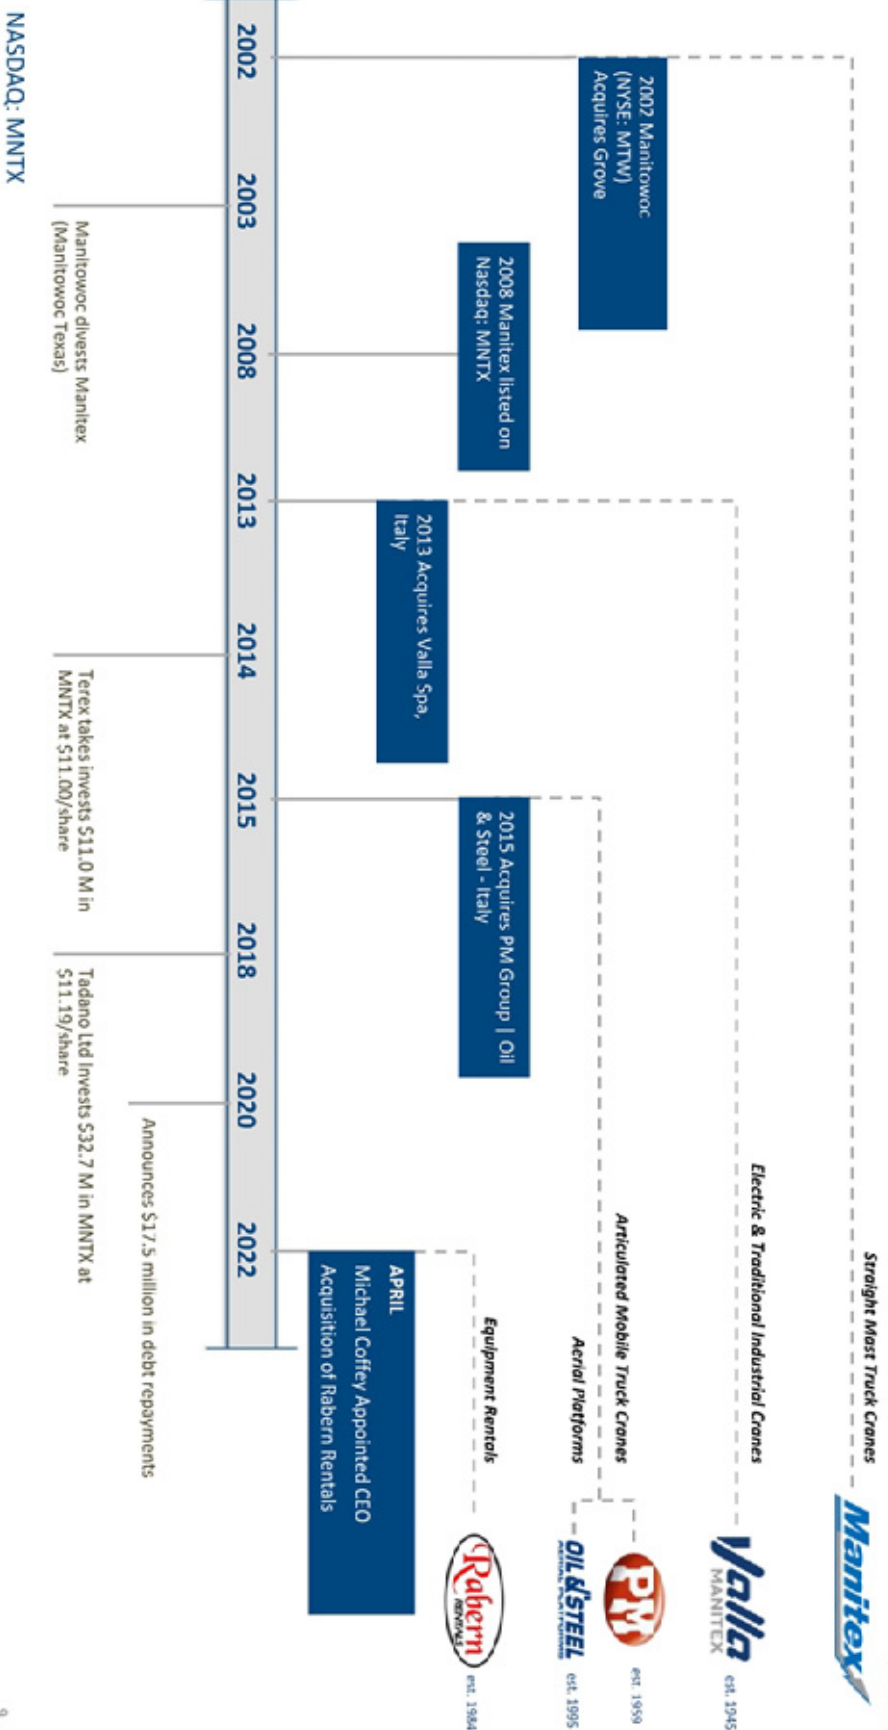 Straight Mast Truck Cranes
Manitex
2002 Manitowoc
(NYSE: MTW)
Acquires Grove
Electric & Traditional Industrial Cranes
Valla
MANITEX
est. 1945
Articulated Mobile Truck Cranes
PM
est. 1959
Aerial Platforms
OIL & STEEL
AERIAL PLATFORMS
est. 1995
2008 Manitex listed on
Nasdaq: MNTX
2015 Acquires PM Group | Oil
& Steel - Italy
Equipment Rentals
Rabern
RENTALS
est. 1984
2013 Acquires Valla Spa,
Italy
APRIL
Michael Coffey Appointed CEO
Acquisition of Rabern Rentals
2002
2003
2008
2013
2014
2015
2018
2020
2022
Announces $17.5 million in debt repayments
Manitowoc divests Manitex
(Manitowoc Texas)
Terex takes invests $11.0 M in
MNTX at $11.00/share
Tadano Ltd Invests $32.7 M in MNTX at
$11.19/share
NASDAQ: MNTX
9